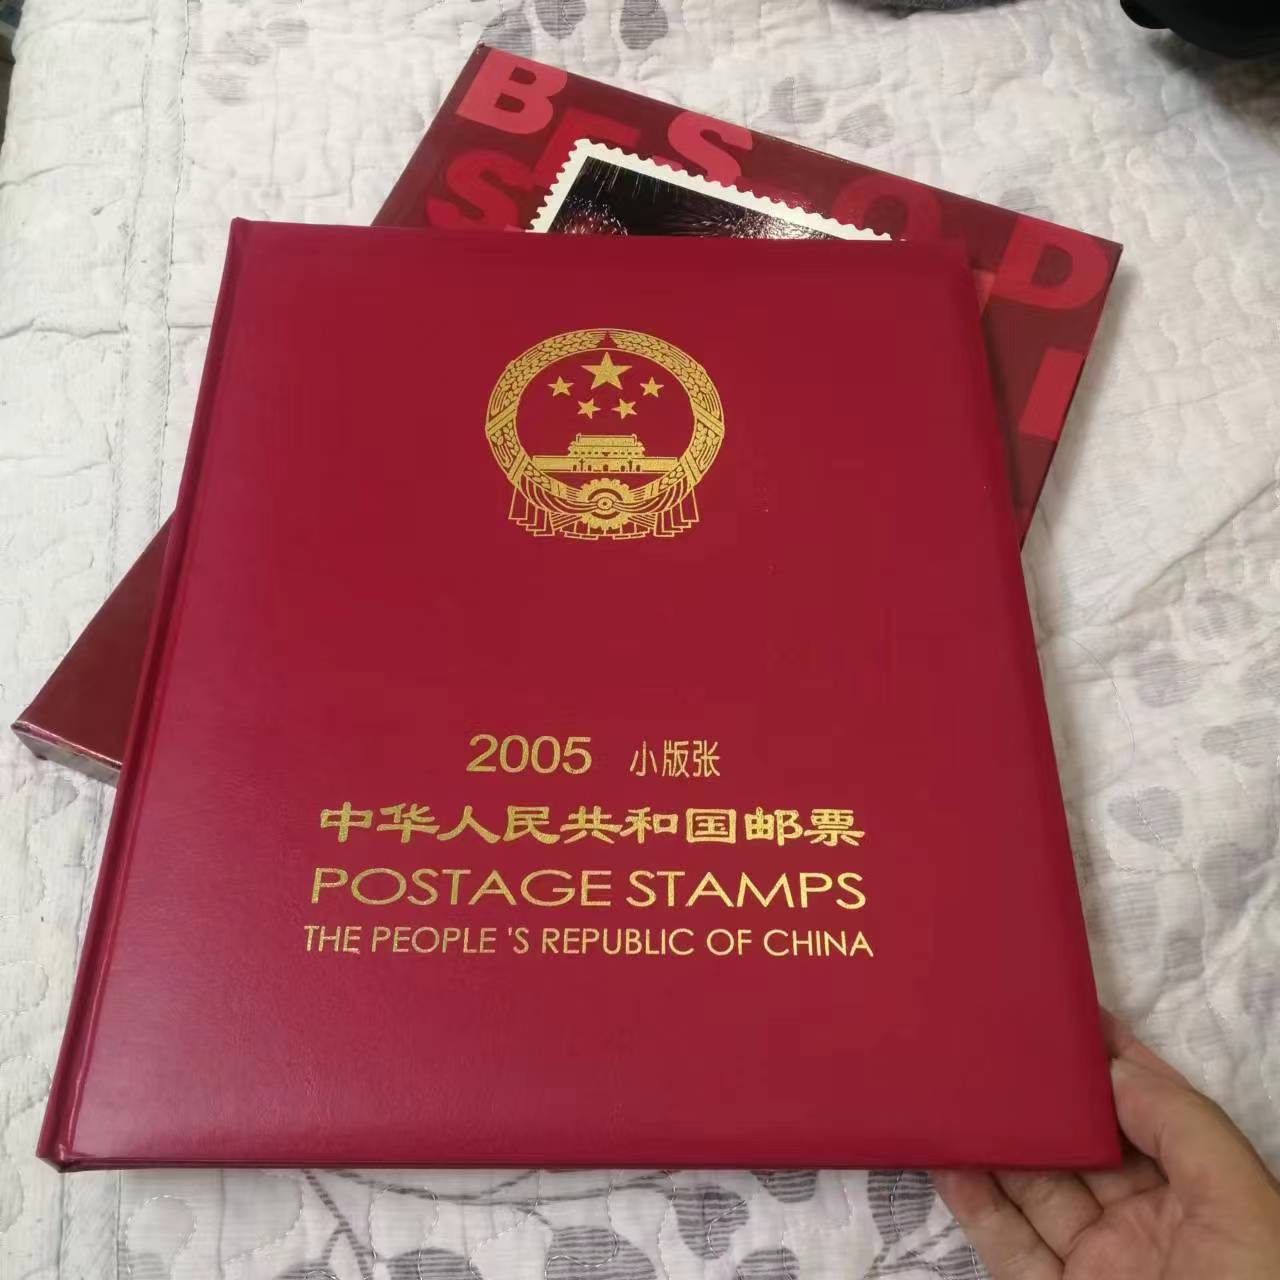 2005 小版张
中华人民共和国邮票
POSTAGE STAMPS
THE PEOPLE 'S REPUBLIC OF CHINA